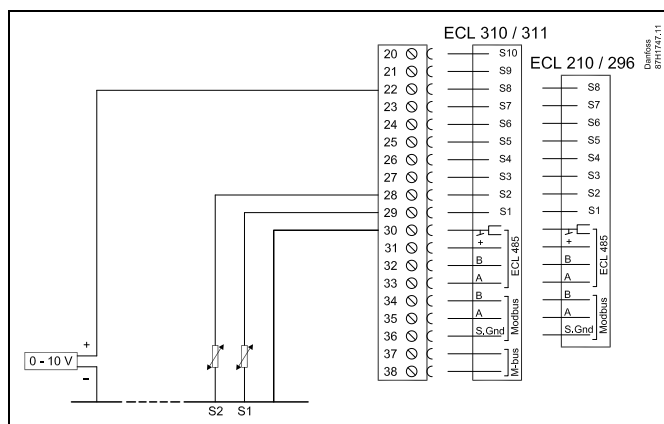 ECL 310 / 311
ECL 210 / 296
Danfoss
87H1747.11
20 S10
21 S9
22 S8 S8
23 S7 S7
24 S6 S6
25 S5 S5
26 S4 S4
27 S3 S3
28 S2 S2
29 S1 S1
30
31 + +
32 B B
33 A A
ECL 485 ECL 485
34 B B
35 A A
36 S.Gnd S.Gnd
Modbus Modbus
37
38
M-bus
+
0 - 10 V
–
S2 S1